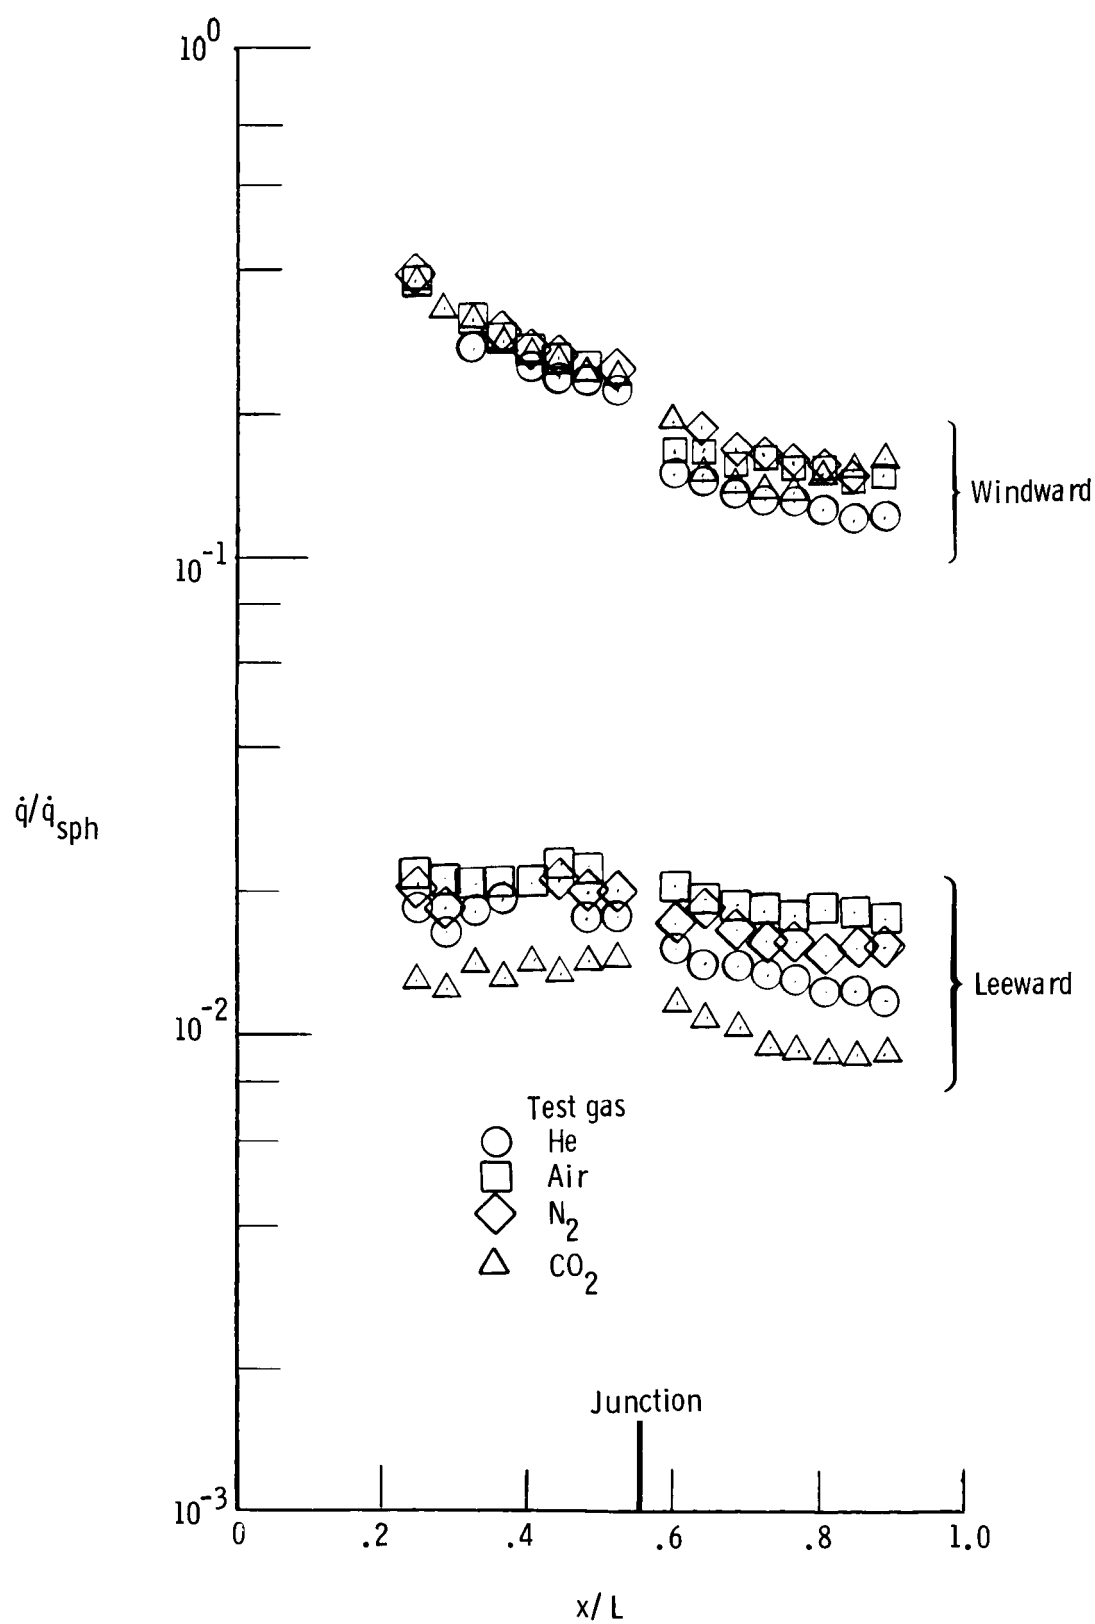 10^0
Windward
10^-1
q̇/q̇_sph
Leeward
10^-2
Test gas
He
Air
N_2
CO_2
Junction
10^-3
0 .2 .4 .6 .8 1.0
x/L